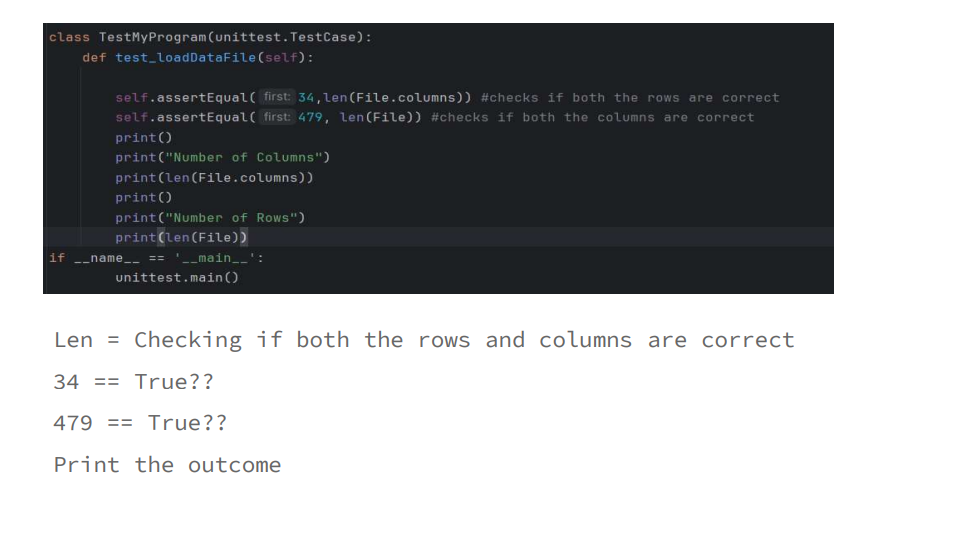 class TestMyProgram(unittest.TestCase):
    def test_loadDataFile(self):
        self.assertEqual( first: 34,len(File.columns)) #checks if both the rows are correct
        self.assertEqual( first: 479, len(File)) #checks if both the columns are correct
        print()
        print("Number of Columns")
        print(len(File.columns))
        print()
        print("Number of Rows")
        print(len(File))
if __name__ == '__main__':
        unittest.main()
Len = Checking if both the rows and columns are correct
34 == True??
479 == True??
Print the outcome